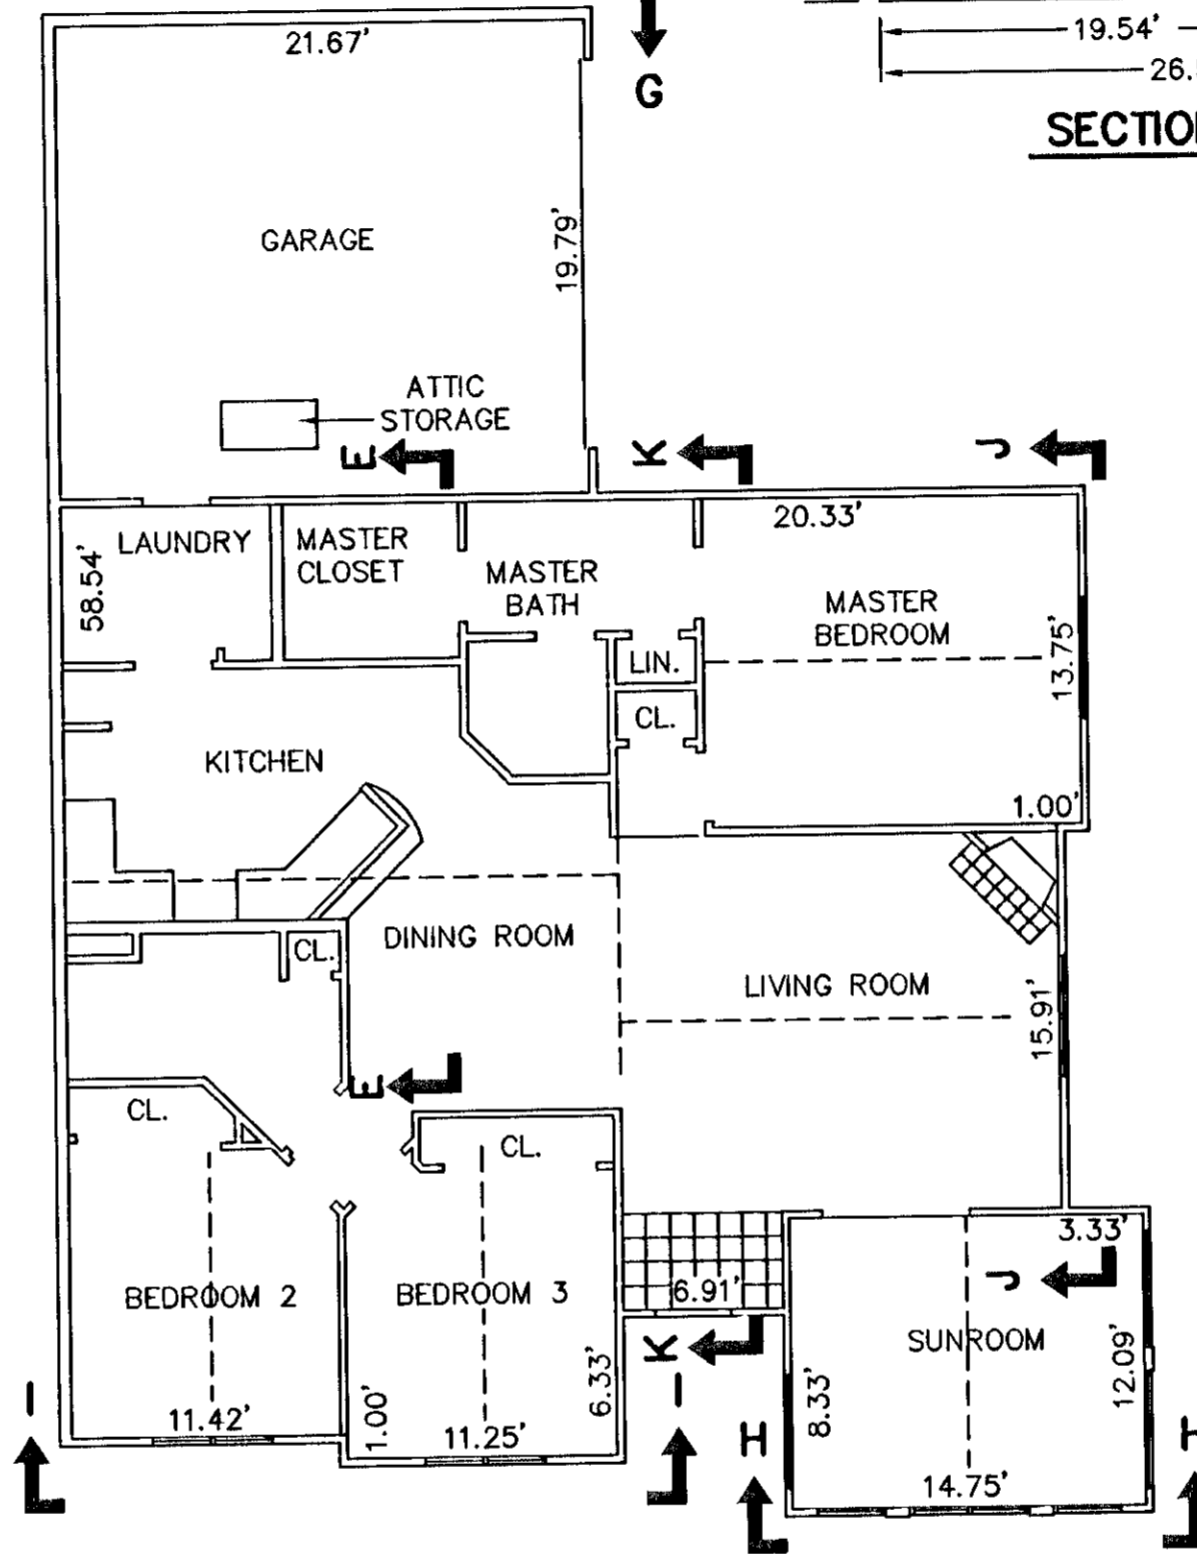 21.67'
G
19.54'
26.
SECTION
GARAGE
19.79'
ATTIC
STORAGE
E
K
J
58.54'
LAUNDRY
MASTER
CLOSET
MASTER
BATH
20.33'
MASTER
BEDROOM
13.75'
LIN.
CL.
KITCHEN
1.00'
CL.
DINING ROOM
LIVING ROOM
15.91'
E
CL.
CL.
3.33'
J
BEDROOM 2
BEDROOM 3
6.91'
SUNROOM
K
6.33'
8.33'
12.09'
I
I
11.42'
1.00'
11.25'
H
H
14.75'